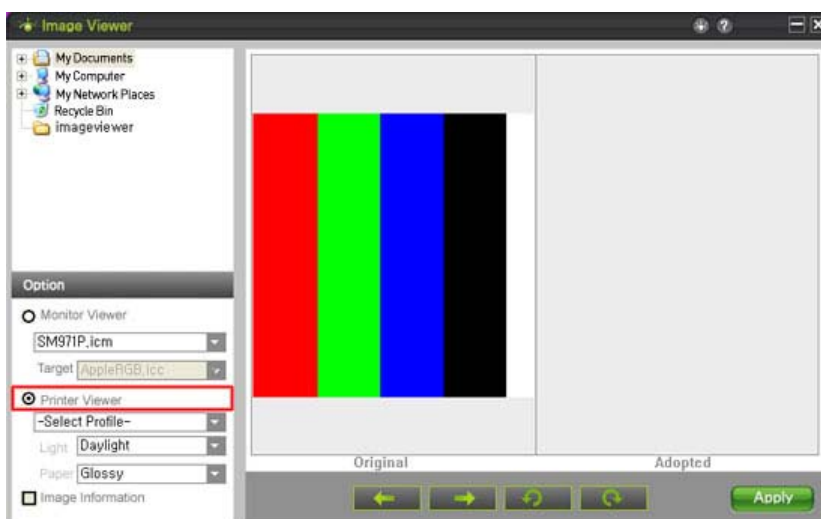 Image Viewer
?
My Documents
My Computer
My Network Places
Recycle Bin
imageviewer
Option
Monitor Viewer
SM971P.icm
Target AppleRGB.icc
Printer Viewer
-Select Profile-
Light Daylight
Paper Glossy
Image Information
Original
Adopted
Apply